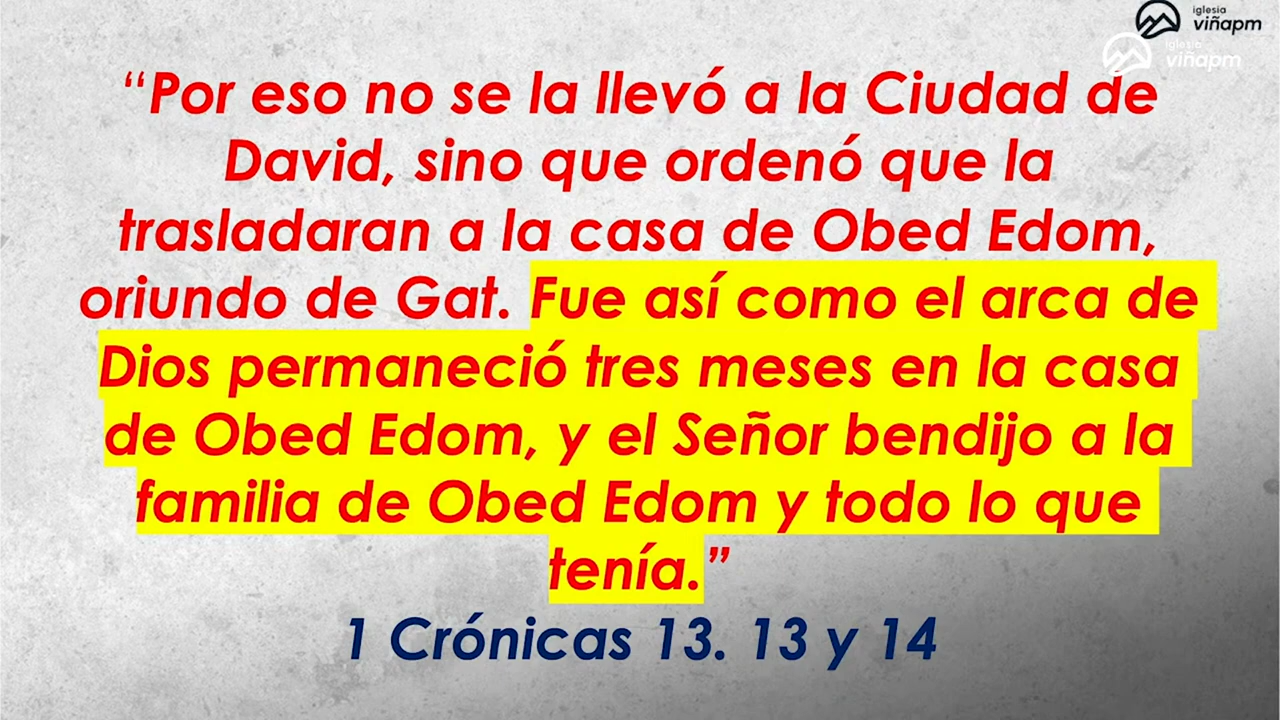 iglesia
viñapm
iglesia
viñapm
“Por eso no se la llevó a la Ciudad de
David, sino que ordenó que la
trasladaran a la casa de Obed Edom,
oriundo de Gat. Fue así como el arca de
Dios permaneció tres meses en la casa
de Obed Edom, y el Señor bendijo a la
familia de Obed Edom y todo lo que
tenía.”
1 Crónicas 13. 13 y 14